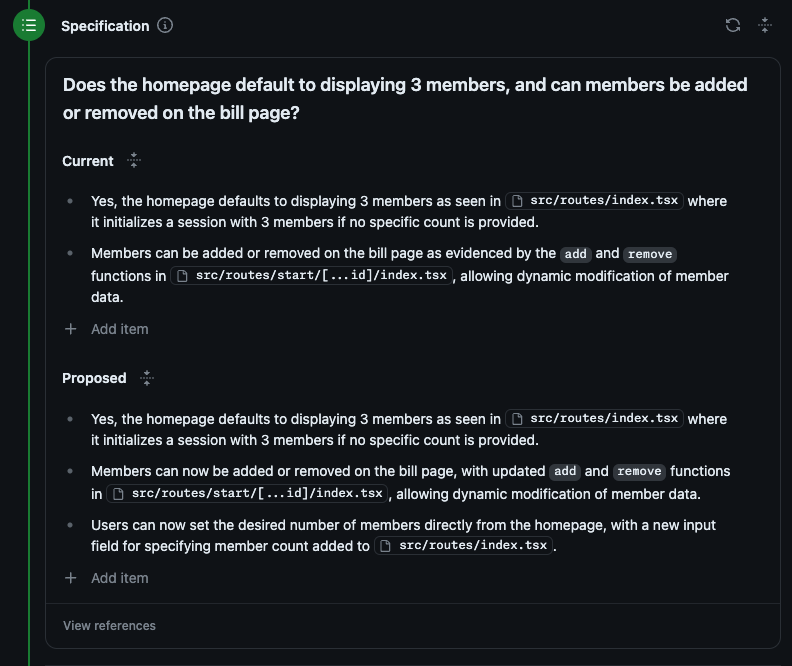 Specification
Does the homepage default to displaying 3 members, and can members be added
or removed on the bill page?
Current
Yes, the homepage defaults to displaying 3 members as seen in src/routes/index.tsx where
it initializes a session with 3 members if no specific count is provided.
Members can be added or removed on the bill page as evidenced by the add and remove
functions in src/routes/start/[...id]/index.tsx, allowing dynamic modification of member
data.
Add item
Proposed
Yes, the homepage defaults to displaying 3 members as seen in src/routes/index.tsx where
it initializes a session with 3 members if no specific count is provided.
Members can now be added or removed on the bill page, with updated add and remove functions
in src/routes/start/[...id]/index.tsx, allowing dynamic modification of member data.
Users can now set the desired number of members directly from the homepage, with a new input
field for specifying member count added to src/routes/index.tsx.
Add item
View references